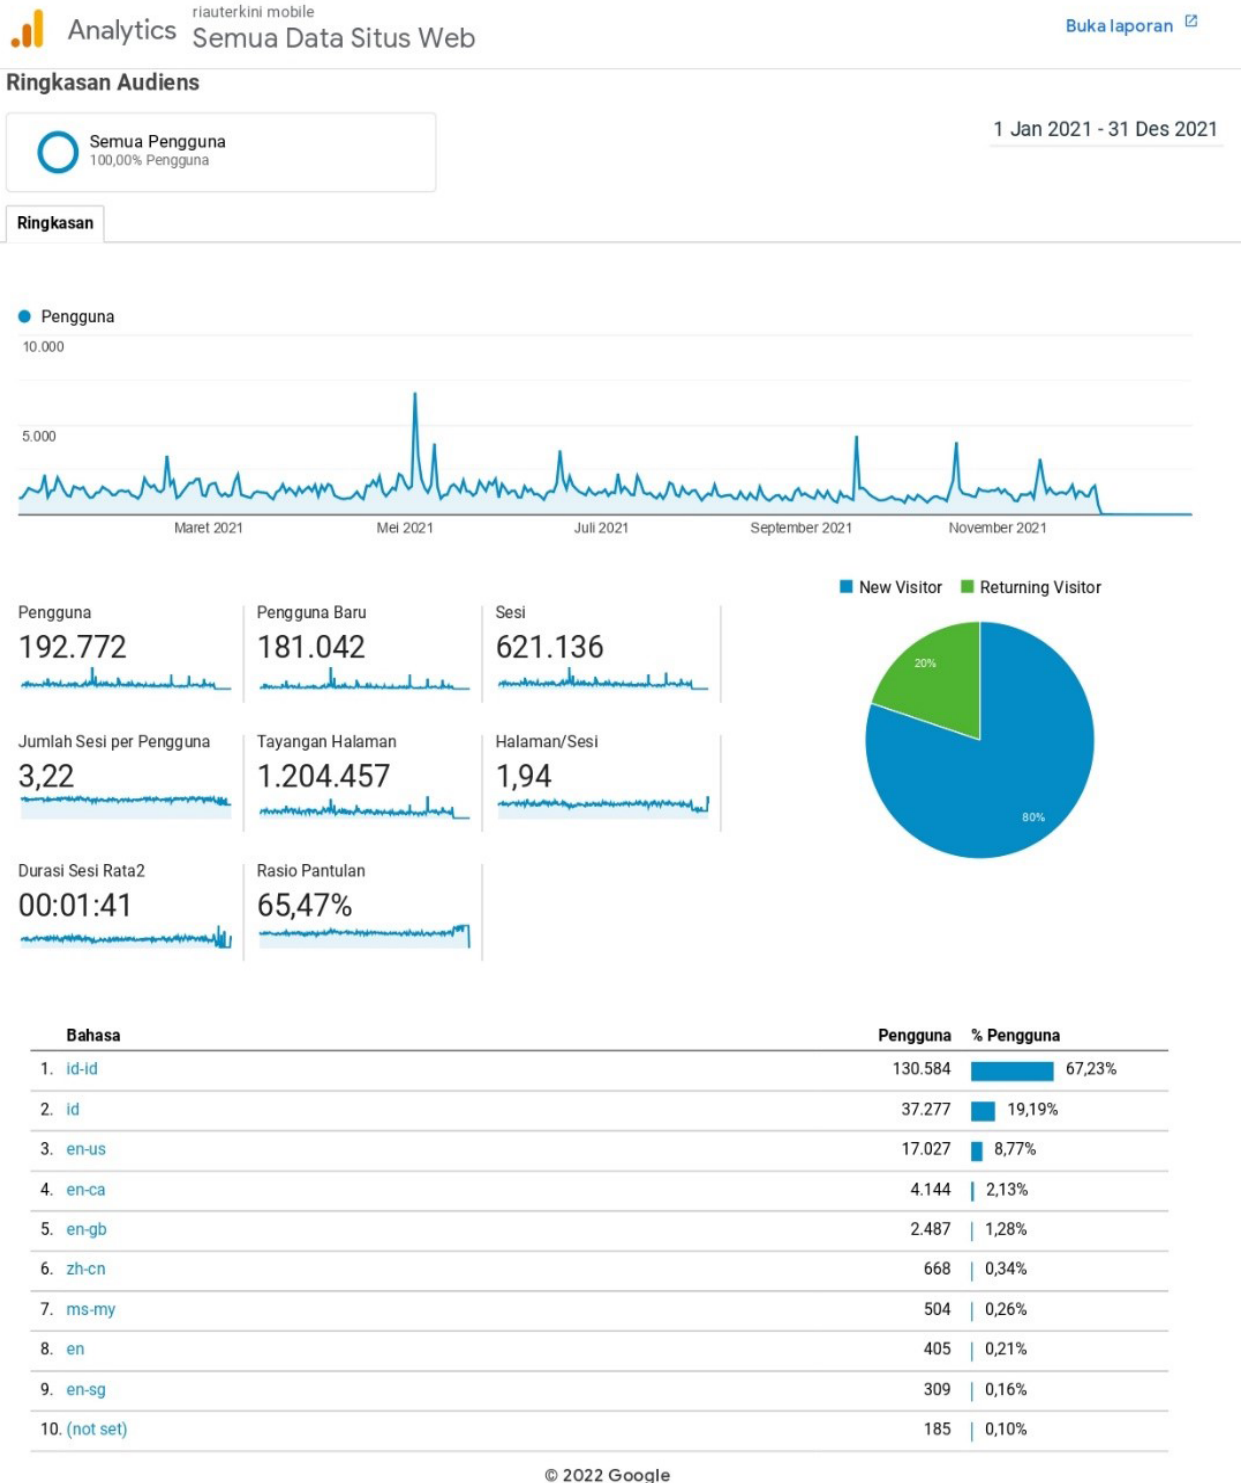 riauterkini mobile
Analytics Semua Data Situs Web
Buka laporan
Ringkasan Audiens
Semua Pengguna
100,00% Pengguna
1 Jan 2021 - 31 Des 2021
Ringkasan
Pengguna
10.000
5.000
Maret 2021 Mei 2021 Juli 2021 September 2021 November 2021
New Visitor Returning Visitor
Pengguna Pengguna Baru Sesi
192.772 181.042 621.136
20%
Jumlah Sesi per Pengguna Tayangan Halaman Halaman/Sesi
3,22 1.204.457 1,94
80%
Durasi Sesi Rata2 Rasio Pantulan
00:01:41 65,47%
Bahasa Pengguna % Pengguna
1. id-id 130.584 67,23%
2. id 37.277 19,19%
3. en-us 17.027 8,77%
4. en-ca 4.144 2,13%
5. en-gb 2.487 1,28%
6. zh-cn 668 0,34%
7. ms-my 504 0,26%
8. en 405 0,21%
9. en-sg 309 0,16%
10. (not set) 185 0,10%
© 2022 Google